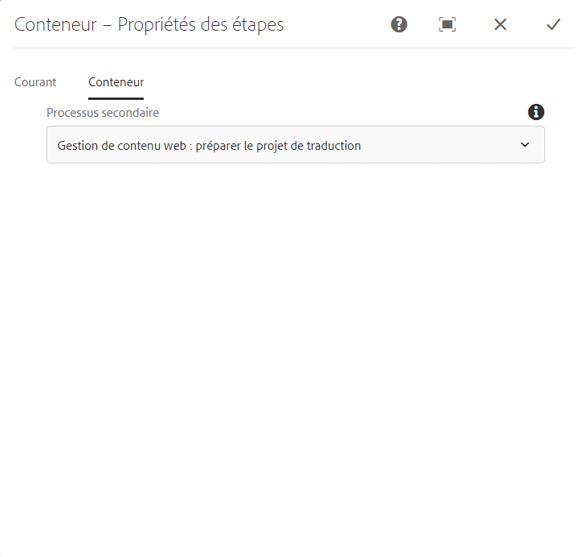 Conteneur – Propriétés des étapes
Courant Conteneur
Processus secondaire
Gestion de contenu web : préparer le projet de traduction